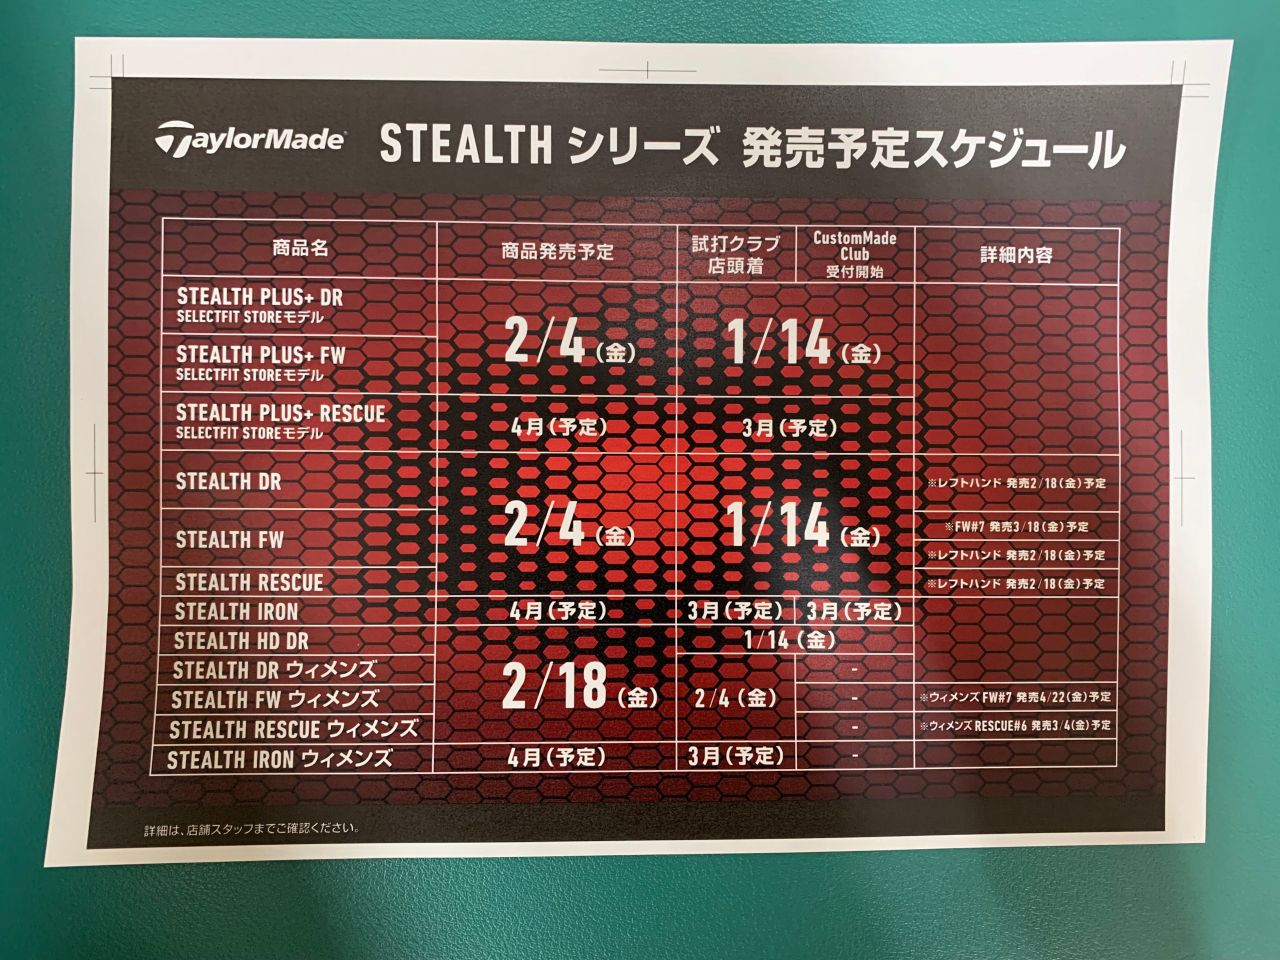 TaylorMade STEALTH シリーズ 発売予定スケジュール
商品名 商品発売予定 試打クラブ 店頭着 CustomMade Club 受付開始 詳細内容
STEALTH PLUS+ DR
SELECTFIT STOREモデル
2/4(金) 1/14(金)
STEALTH PLUS+ FW
SELECTFIT STOREモデル
STEALTH PLUS+ RESCUE
SELECTFIT STOREモデル
4月(予定) 3月(予定)
STEALTH DR ※レフトハンド 発売2/18(金)予定
2/4(金) 1/14(金)
STEALTH FW ※FW#7 発売3/18(金)予定
※レフトハンド 発売2/18(金)予定
STEALTH RESCUE ※レフトハンド 発売2/18(金)予定
STEALTH IRON 4月(予定) 3月(予定) 3月(予定)
STEALTH HD DR 1/14(金)
STEALTH DR ウィメンズ -
2/18(金) 2/4(金)
STEALTH FW ウィメンズ - ※ウィメンズ FW#7 発売4/22(金)予定
STEALTH RESCUE ウィメンズ - ※ウィメンズ RESCUE#6 発売3/4(金)予定
STEALTH IRON ウィメンズ 4月(予定) 3月(予定) -
詳細は、店舗スタッフまでご確認ください。